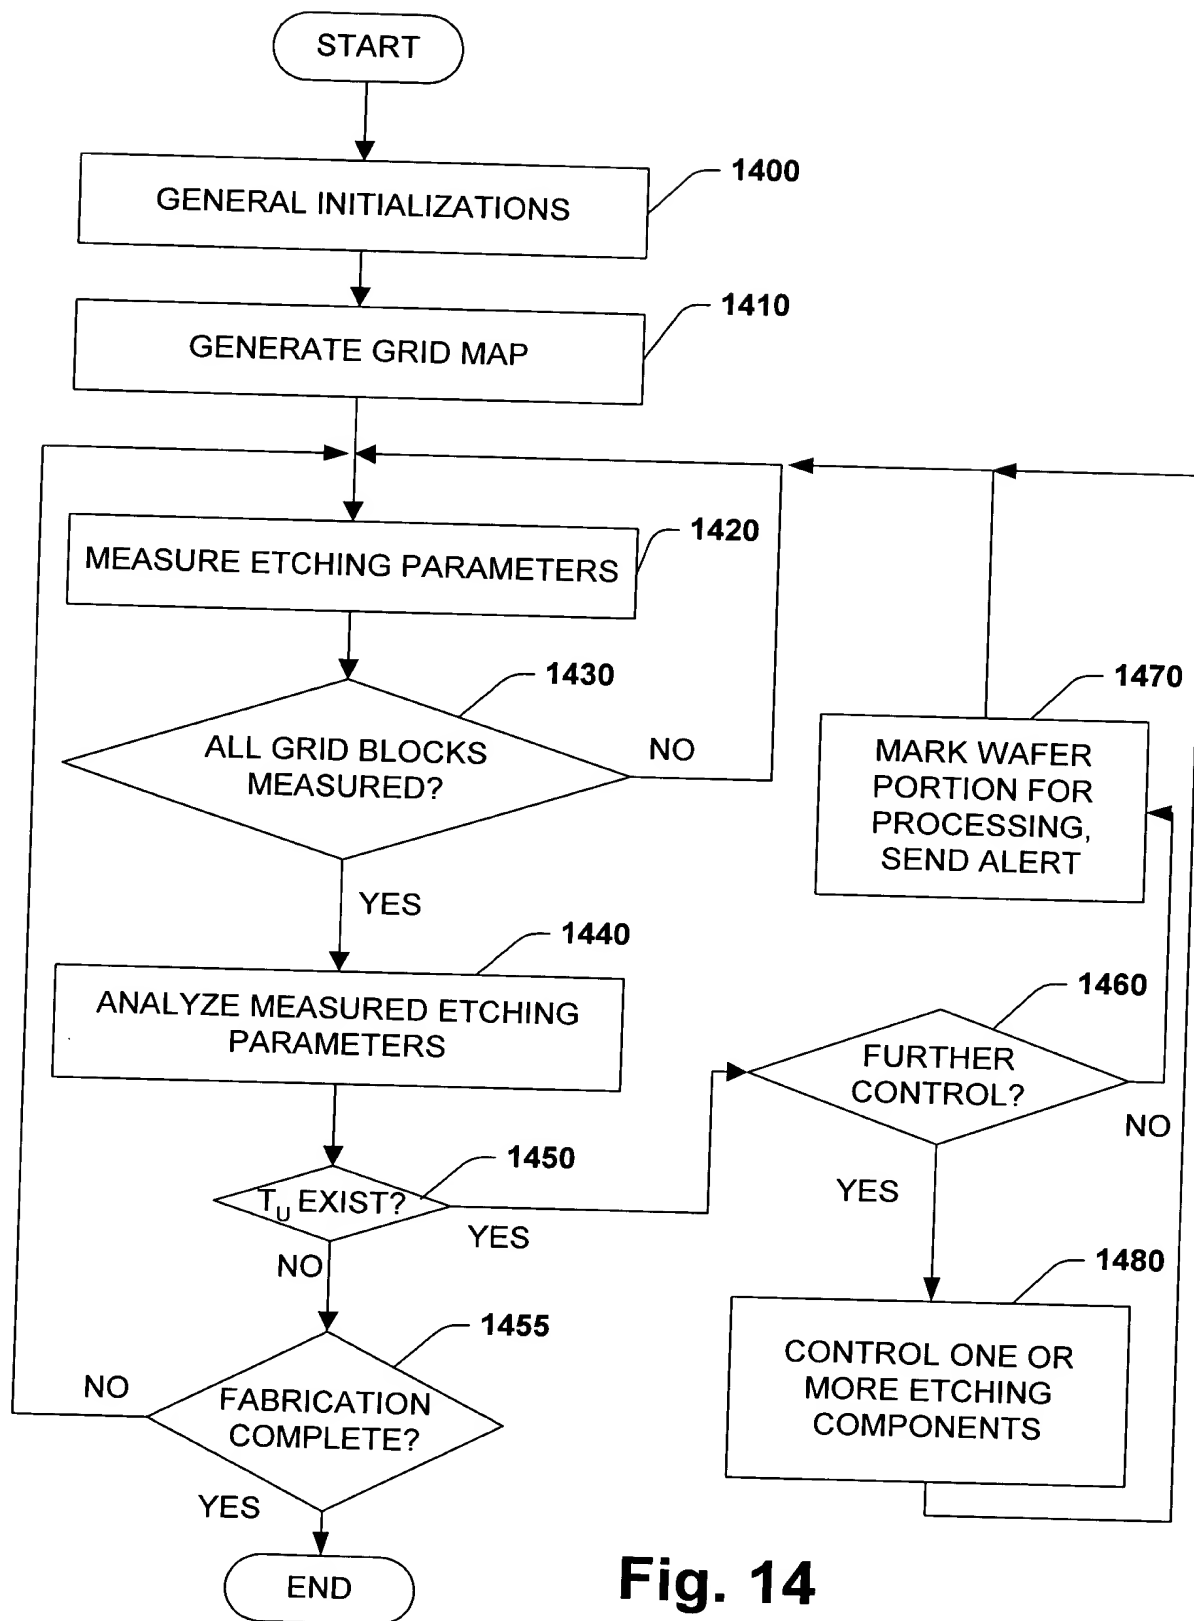 START
1400
GENERAL INITIALIZATIONS
1410
GENERATE GRID MAP
1420
MEASURE ETCHING PARAMETERS
1430
ALL GRID BLOCKS
MEASURED?
NO
YES
1440
ANALYZE MEASURED ETCHING
PARAMETERS
1450
TU EXIST?
YES
NO
1455
FABRICATION
COMPLETE?
NO
YES
END
1460
FURTHER
CONTROL?
NO
YES
1470
MARK WAFER
PORTION FOR
PROCESSING,
SEND ALERT
1480
CONTROL ONE OR
MORE ETCHING
COMPONENTS
Fig. 14